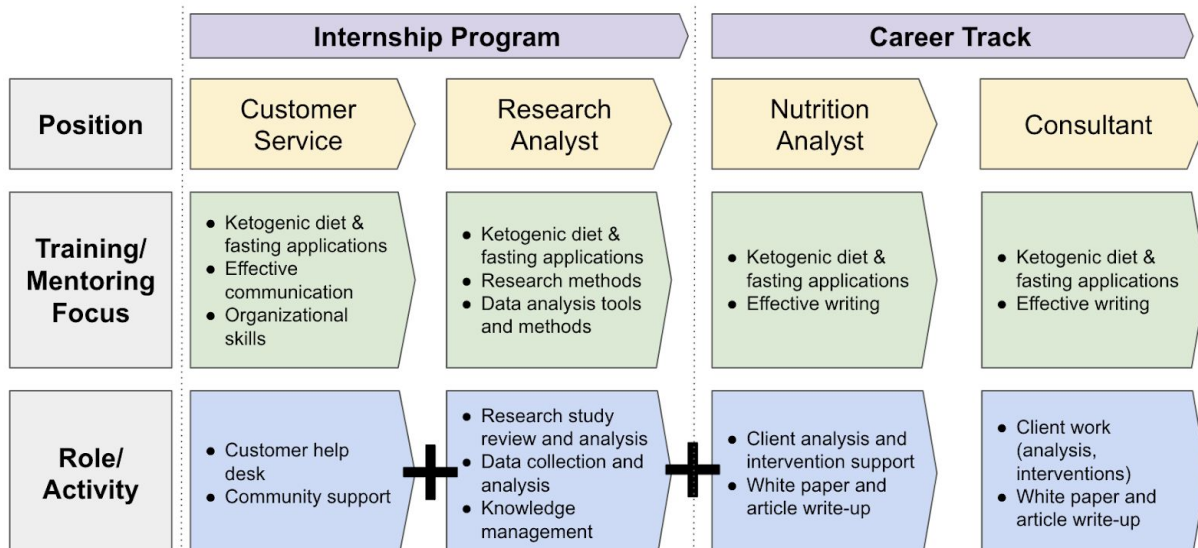 Internship Program
Career Track
Position
Customer
Service
Research
Analyst
Nutrition
Analyst
Consultant
Training/
Mentoring
Focus
● Ketogenic diet &
fasting applications
● Effective
communication
● Organizational
skills
● Ketogenic diet &
fasting applications
● Research methods
● Data analysis tools
and methods
● Ketogenic diet &
fasting applications
● Effective writing
● Ketogenic diet &
fasting applications
● Effective writing
Role/
Activity
● Customer help
desk
● Community support
● Research study
review and analysis
● Data collection and
analysis
● Knowledge
management
● Client analysis and
intervention support
● White paper and
article write-up
● Client work
(analysis,
interventions)
● White paper and
article write-up